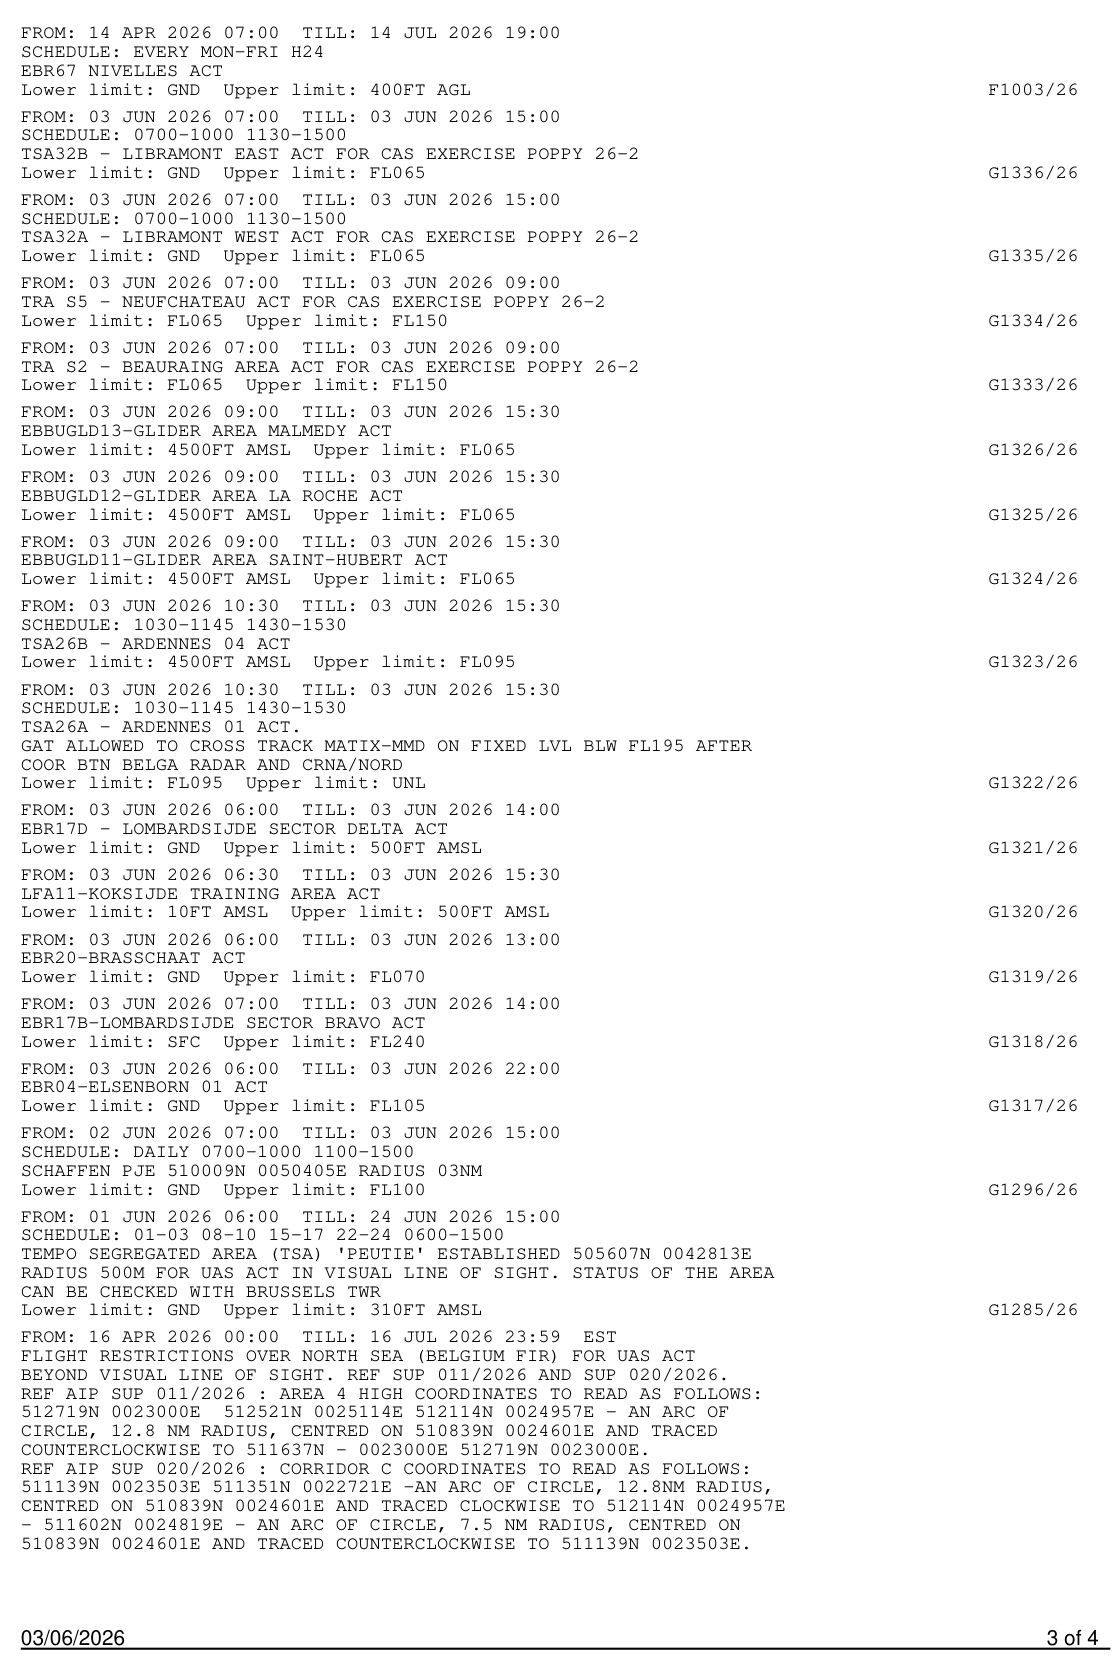 FROM: 14 APR 2026 07:00  TILL: 14 JUL 2026 19:00
SCHEDULE: EVERY MON-FRI H24
EBR67 NIVELLES ACT
Lower limit: GND  Upper limit: 400FT AGL F1003/26
FROM: 03 JUN 2026 07:00  TILL: 03 JUN 2026 15:00
SCHEDULE: 0700-1000 1130-1500
TSA32B - LIBRAMONT EAST ACT FOR CAS EXERCISE POPPY 26-2
Lower limit: GND  Upper limit: FL065 G1336/26
FROM: 03 JUN 2026 07:00  TILL: 03 JUN 2026 15:00
SCHEDULE: 0700-1000 1130-1500
TSA32A - LIBRAMONT WEST ACT FOR CAS EXERCISE POPPY 26-2
Lower limit: GND  Upper limit: FL065 G1335/26
FROM: 03 JUN 2026 07:00  TILL: 03 JUN 2026 09:00
TRA S5 - NEUFCHATEAU ACT FOR CAS EXERCISE POPPY 26-2
Lower limit: FL065  Upper limit: FL150 G1334/26
FROM: 03 JUN 2026 07:00  TILL: 03 JUN 2026 09:00
TRA S2 - BEAURAING AREA ACT FOR CAS EXERCISE POPPY 26-2
Lower limit: FL065  Upper limit: FL150 G1333/26
FROM: 03 JUN 2026 09:00  TILL: 03 JUN 2026 15:30
EBBUGLD13-GLIDER AREA MALMEDY ACT
Lower limit: 4500FT AMSL  Upper limit: FL065 G1326/26
FROM: 03 JUN 2026 09:00  TILL: 03 JUN 2026 15:30
EBBUGLD12-GLIDER AREA LA ROCHE ACT
Lower limit: 4500FT AMSL  Upper limit: FL065 G1325/26
FROM: 03 JUN 2026 09:00  TILL: 03 JUN 2026 15:30
EBBUGLD11-GLIDER AREA SAINT-HUBERT ACT
Lower limit: 4500FT AMSL  Upper limit: FL065 G1324/26
FROM: 03 JUN 2026 10:30  TILL: 03 JUN 2026 15:30
SCHEDULE: 1030-1145 1430-1530
TSA26B - ARDENNES 04 ACT
Lower limit: 4500FT AMSL  Upper limit: FL095 G1323/26
FROM: 03 JUN 2026 10:30  TILL: 03 JUN 2026 15:30
SCHEDULE: 1030-1145 1430-1530
TSA26A - ARDENNES 01 ACT.
GAT ALLOWED TO CROSS TRACK MATIX-MMD ON FIXED LVL BLW FL195 AFTER
COOR BTN BELGA RADAR AND CRNA/NORD
Lower limit: FL095  Upper limit: UNL G1322/26
FROM: 03 JUN 2026 06:00  TILL: 03 JUN 2026 14:00
EBR17D - LOMBARDSIJDE SECTOR DELTA ACT
Lower limit: GND  Upper limit: 500FT AMSL G1321/26
FROM: 03 JUN 2026 06:30  TILL: 03 JUN 2026 15:30
LFA11-KOKSIJDE TRAINING AREA ACT
Lower limit: 10FT AMSL  Upper limit: 500FT AMSL G1320/26
FROM: 03 JUN 2026 06:00  TILL: 03 JUN 2026 13:00
EBR20-BRASSCHAAT ACT
Lower limit: GND  Upper limit: FL070 G1319/26
FROM: 03 JUN 2026 07:00  TILL: 03 JUN 2026 14:00
EBR17B-LOMBARDSIJDE SECTOR BRAVO ACT
Lower limit: SFC  Upper limit: FL240 G1318/26
FROM: 03 JUN 2026 06:00  TILL: 03 JUN 2026 22:00
EBR04-ELSENBORN 01 ACT
Lower limit: GND  Upper limit: FL105 G1317/26
FROM: 02 JUN 2026 07:00  TILL: 03 JUN 2026 15:00
SCHEDULE: DAILY 0700-1000 1100-1500
SCHAFFEN PJE 510009N 0050405E RADIUS 03NM
Lower limit: GND  Upper limit: FL100 G1296/26
FROM: 01 JUN 2026 06:00  TILL: 24 JUN 2026 15:00
SCHEDULE: 01-03 08-10 15-17 22-24 0600-1500
TEMPO SEGREGATED AREA (TSA) 'PEUTIE' ESTABLISHED 505607N 0042813E
RADIUS 500M FOR UAS ACT IN VISUAL LINE OF SIGHT. STATUS OF THE AREA
CAN BE CHECKED WITH BRUSSELS TWR
Lower limit: GND  Upper limit: 310FT AMSL G1285/26
FROM: 16 APR 2026 00:00  TILL: 16 JUL 2026 23:59  EST
FLIGHT RESTRICTIONS OVER NORTH SEA (BELGIUM FIR) FOR UAS ACT
BEYOND VISUAL LINE OF SIGHT. REF SUP 011/2026 AND SUP 020/2026.
REF AIP SUP 011/2026 : AREA 4 HIGH COORDINATES TO READ AS FOLLOWS:
512719N 0023000E  512521N 0025114E 512114N 0024957E - AN ARC OF
CIRCLE, 12.8 NM RADIUS, CENTRED ON 510839N 0024601E AND TRACED
COUNTERCLOCKWISE TO 511637N - 0023000E 512719N 0023000E.
REF AIP SUP 020/2026 : CORRIDOR C COORDINATES TO READ AS FOLLOWS:
511139N 0023503E 511351N 0022721E -AN ARC OF CIRCLE, 12.8NM RADIUS,
CENTRED ON 510839N 0024601E AND TRACED CLOCKWISE TO 512114N 0024957E
- 511602N 0024819E - AN ARC OF CIRCLE, 7.5 NM RADIUS, CENTRED ON
510839N 0024601E AND TRACED COUNTERCLOCKWISE TO 511139N 0023503E.
03/06/2026 3 of 4